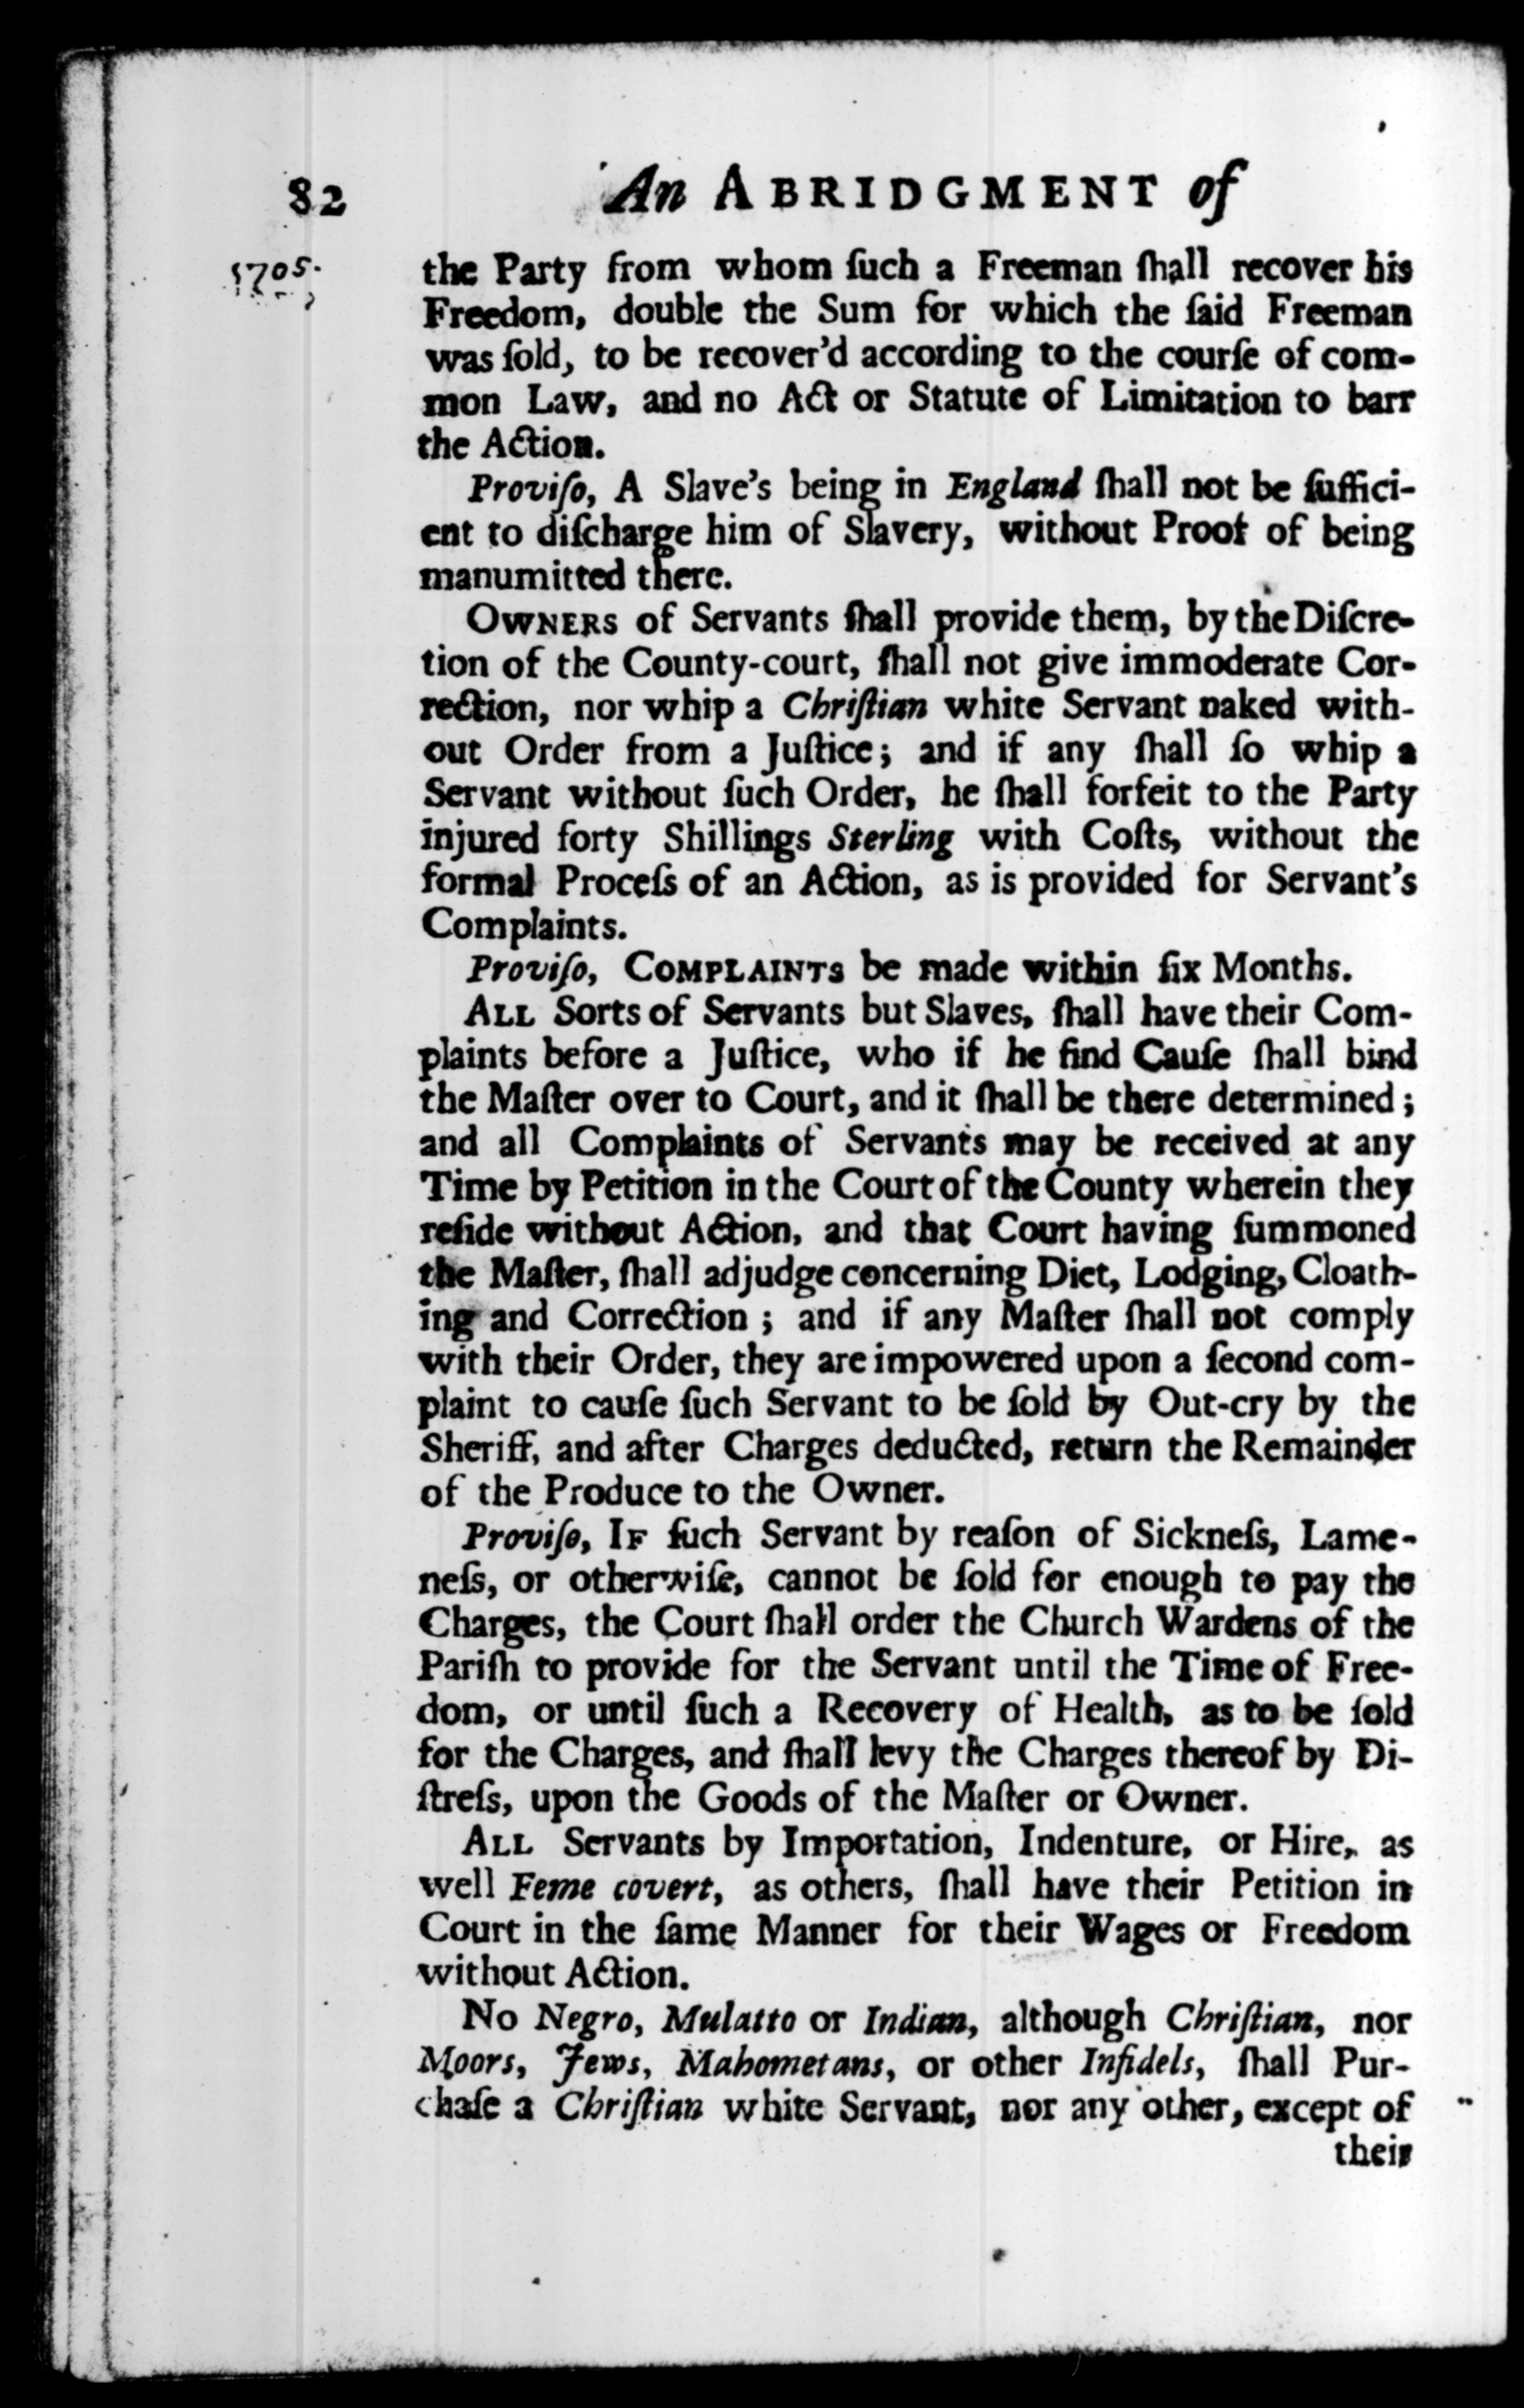 82 An ABRIDGMENT of
1705.
the Party from whom ſuch a Freeman ſhall recover his
Freedom, double the Sum for which the ſaid Freeman
was ſold, to be recover'd according to the courſe of com-
mon Law, and no Act or Statute of Limitation to barr
the Action.
Proviſo, A Slave's being in England ſhall not be ſuffici-
ent to diſcharge him of Slavery, without Proof of being
manumitted there.
OWNERS of Servants ſhall provide them, by the Diſcre-
tion of the County-court, ſhall not give immoderate Cor-
rection, nor whip a Chriſtian white Servant naked with-
out Order from a Juſtice; and if any ſhall ſo whip a
Servant without ſuch Order, he ſhall forfeit to the Party
injured forty Shillings Sterling with Coſts, without the
formal Proceſs of an Action, as is provided for Servant's
Complaints.
Proviſo, COMPLAINTS be made within ſix Months.
ALL Sorts of Servants but Slaves, ſhall have their Com-
plaints before a Juſtice, who if he find Cauſe ſhall bind
the Maſter over to Court, and it ſhall be there determined;
and all Complaints of Servants may be received at any
Time by Petition in the Court of the County wherein they
reſide without Action, and that Court having ſummoned
the Maſter, ſhall adjudge concerning Diet, Lodging, Cloath-
ing and Correction; and if any Maſter ſhall not comply
with their Order, they are impowered upon a ſecond com-
plaint to cauſe ſuch Servant to be ſold by Out-cry by the
Sheriff, and after Charges deducted, return the Remainder
of the Produce to the Owner.
Proviſo, IF ſuch Servant by reaſon of Sickneſs, Lame-
neſs, or otherwiſe, cannot be ſold for enough to pay the
Charges, the Court ſhall order the Church Wardens of the
Pariſh to provide for the Servant until the Time of Free-
dom, or until ſuch a Recovery of Health, as to be ſold
for the Charges, and ſhall levy the Charges thereof by Di-
ſtreſs, upon the Goods of the Maſter or Owner.
ALL Servants by Importation, Indenture, or Hire, as
well Feme covert, as others, ſhall have their Petition in
Court in the ſame Manner for their Wages or Freedom
without Action.
No Negro, Mulatto or Indian, although Chriſtian, nor
Moors, Jews, Mahometans, or other Infidels, ſhall Pur-
chaſe a Chriſtian white Servant, nor any other, except of
their